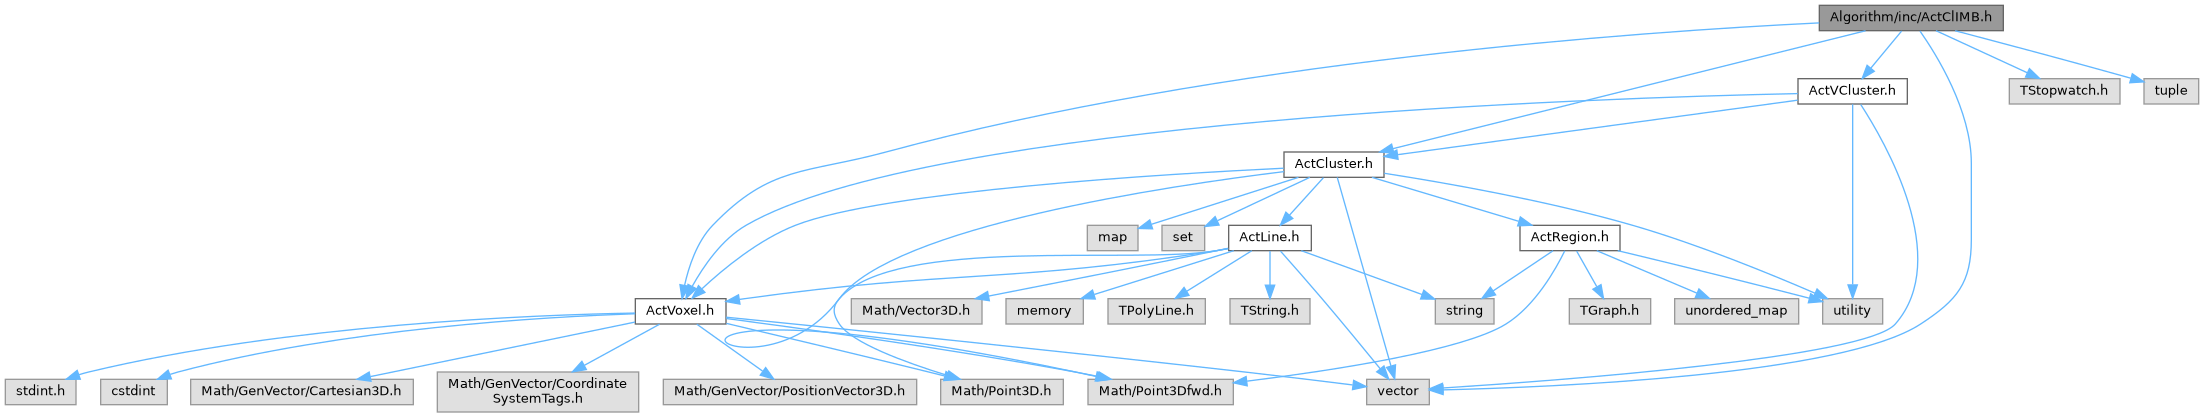 Algorithm/inc/ActClIMB.h
ActVCluster.h
TStopwatch.h
tuple
ActCluster.h
map
set
ActLine.h
ActRegion.h
ActVoxel.h
Math/Vector3D.h
memory
TPolyLine.h
TString.h
string
TGraph.h
unordered_map
utility
stdint.h
cstdint
Math/GenVector/Cartesian3D.h
Math/GenVector/Coordinate
SystemTags.h
Math/GenVector/PositionVector3D.h
Math/Point3D.h
Math/Point3Dfwd.h
vector